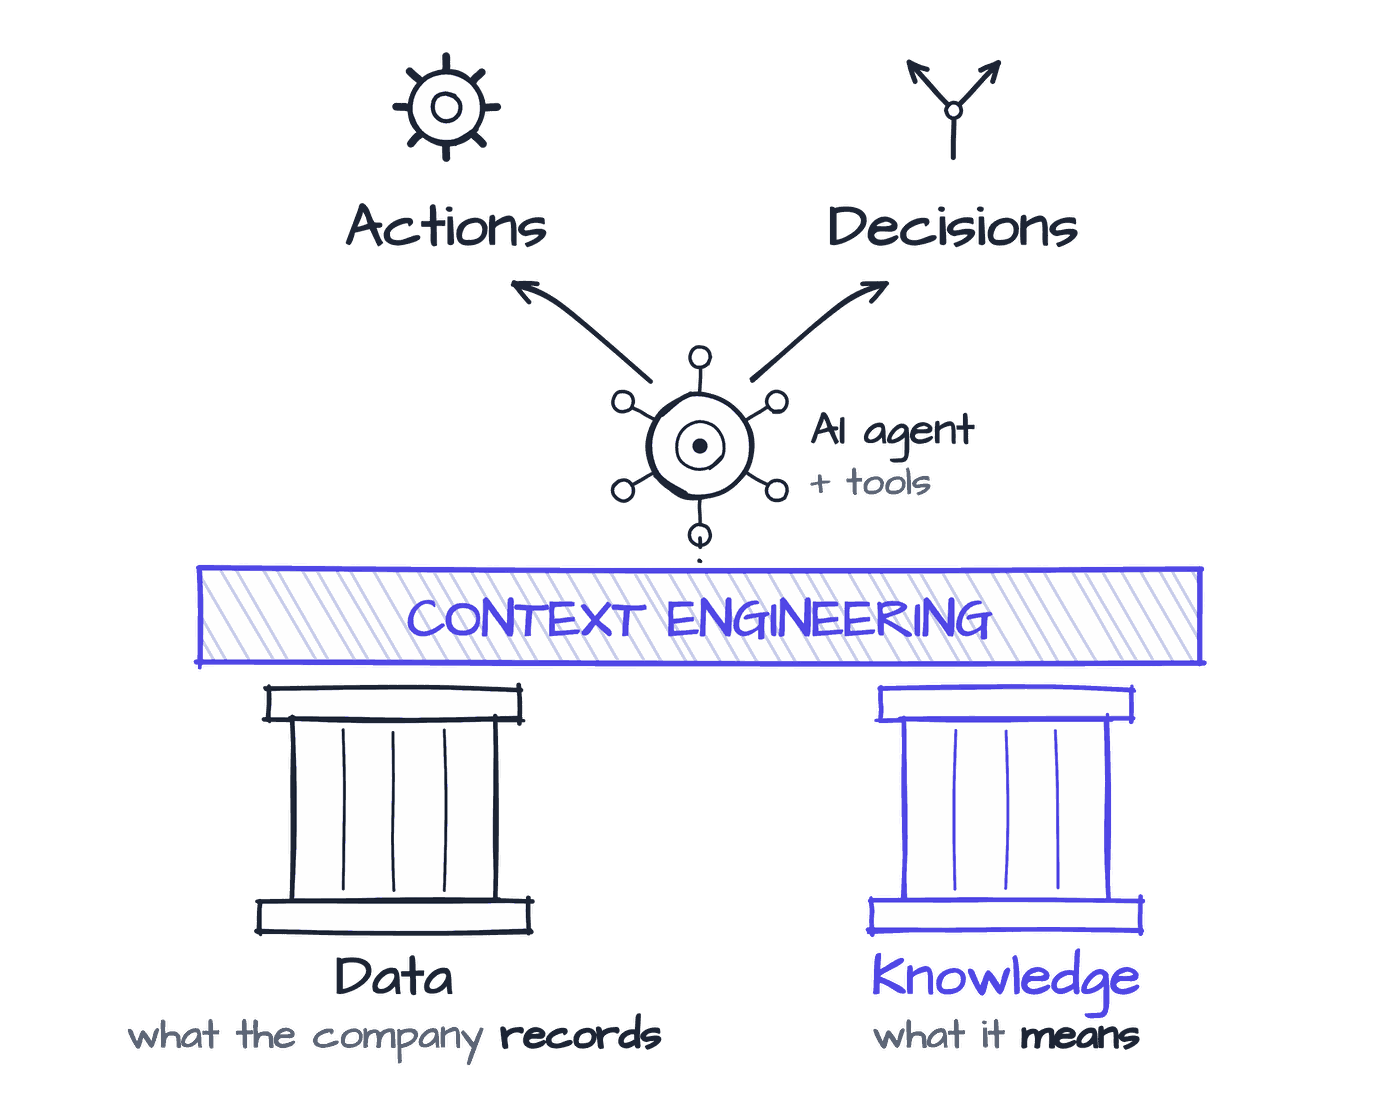 Actions
Decisions
AI agent
+ tools
CONTEXT ENGINEERING
Data
what the company records
Knowledge
what it means